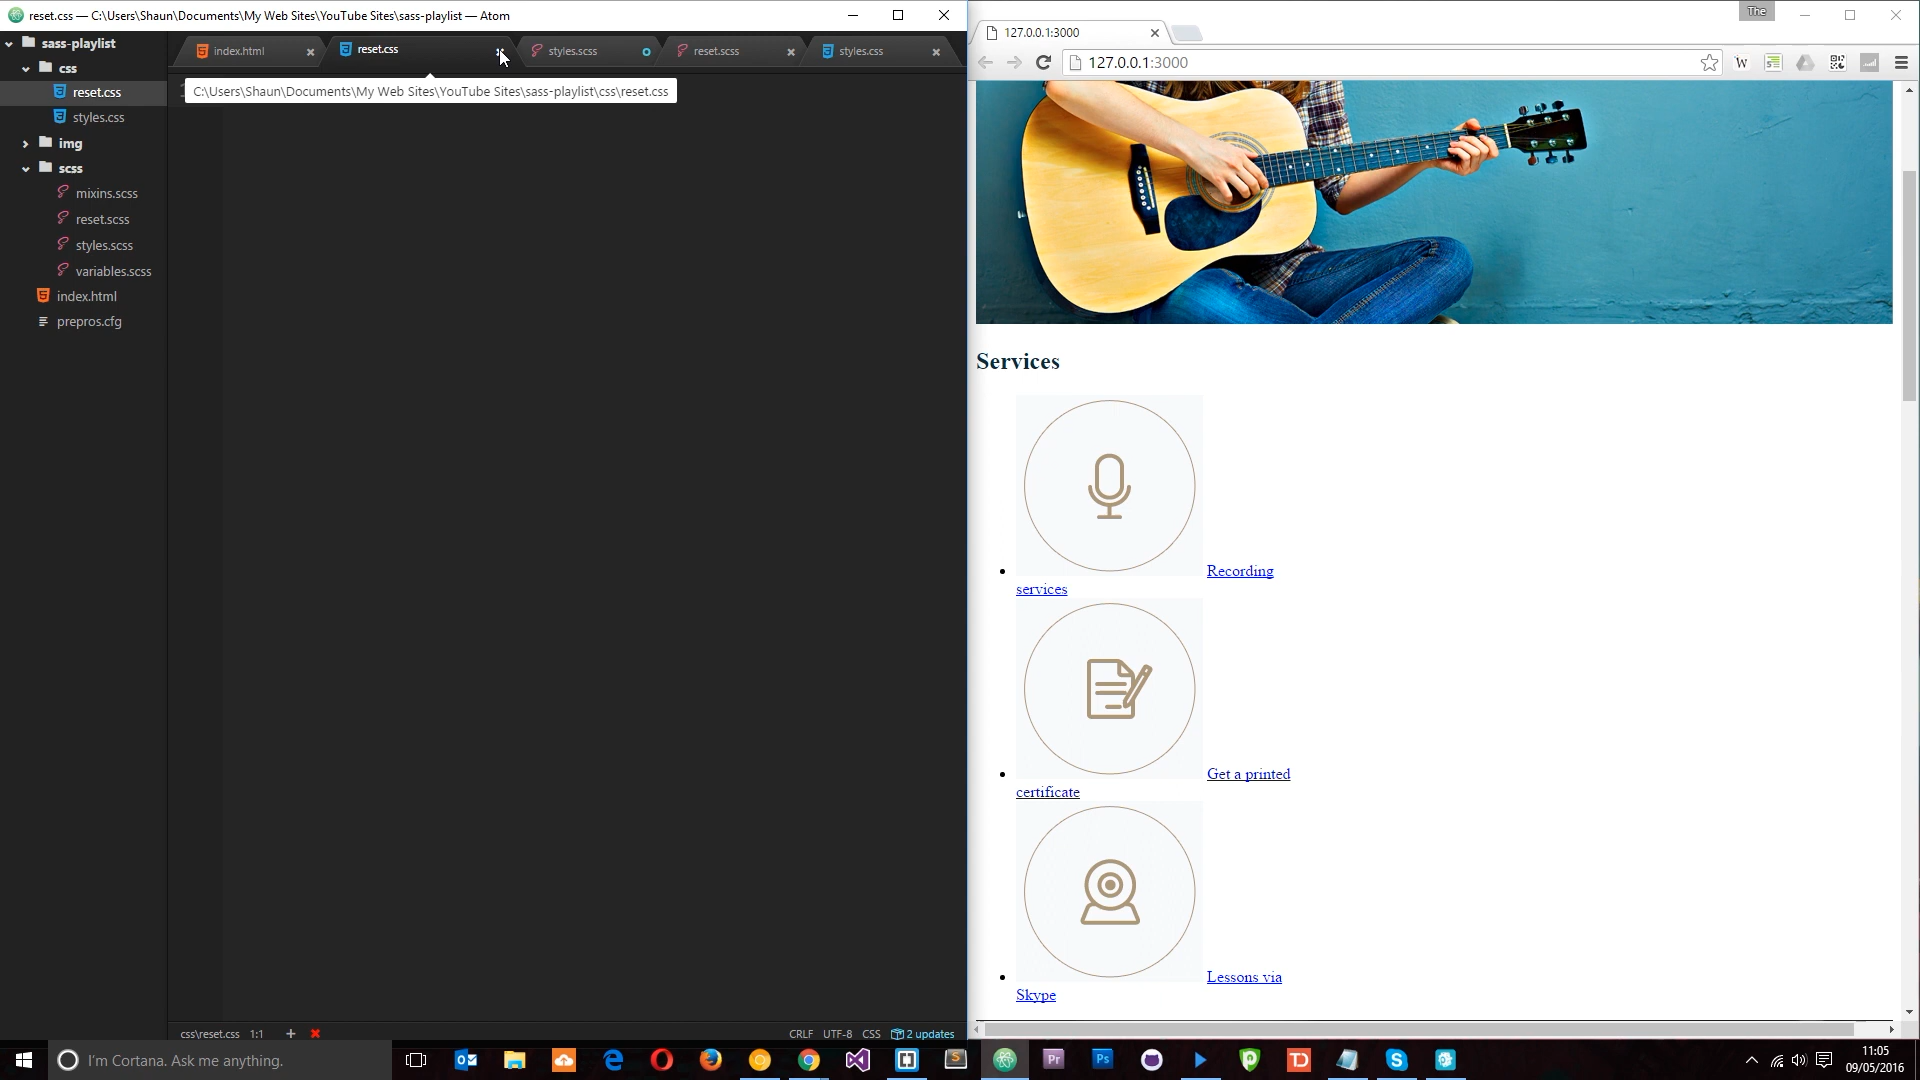 reset.css — C:\Users\Shaun\Documents\My Web Sites\YouTube Sites\sass-playlist — Atom
sass-playlist
css
reset.css
styles.css
img
scss
mixins.scss
reset.scss
styles.scss
variables.scss
index.html
prepros.cfg
index.html
reset.css
styles.scss
reset.scss
styles.css
C:\Users\Shaun\Documents\My Web Sites\YouTube Sites\sass-playlist\css\reset.css
css\reset.css 1:1
CRLF UTF-8 CSS 2 updates
The
127.0.0.1:3000
127.0.0.1:3000
Services
Recording
services
Get a printed
certificate
Lessons via
Skype
I'm Cortana. Ask me anything.
11:05
09/05/2016